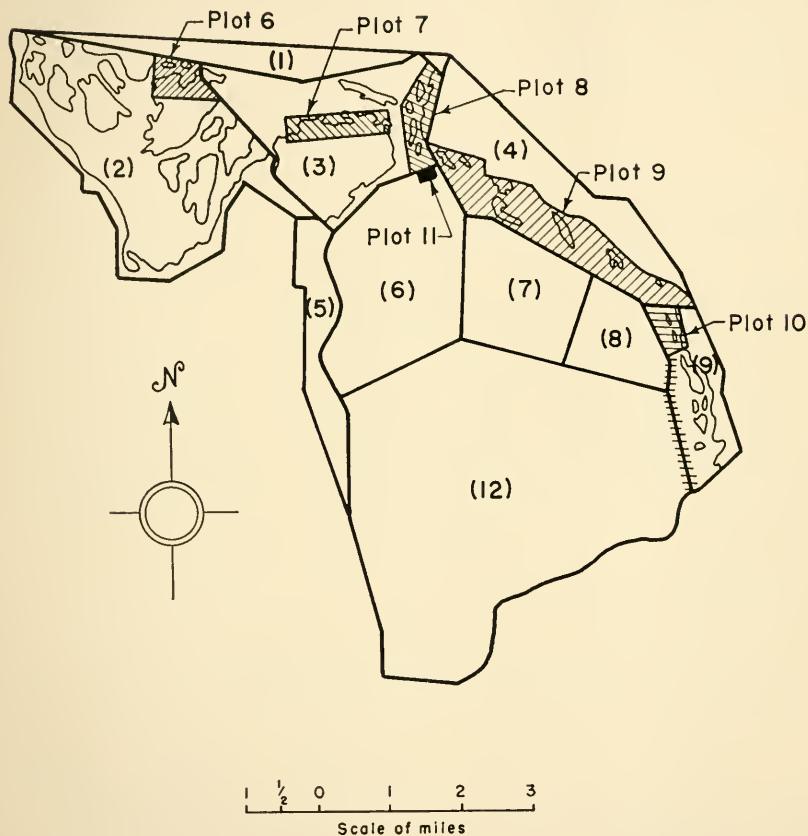 Plot 6
Plot 7
(1)
Plot 8
(2)
(3)
(4)
Plot 9
Plot 11
(5)
(6)
(7)
(8)
Plot 10
(9)
N
(12)
1 ½ 0 1 2 3
Scale of miles